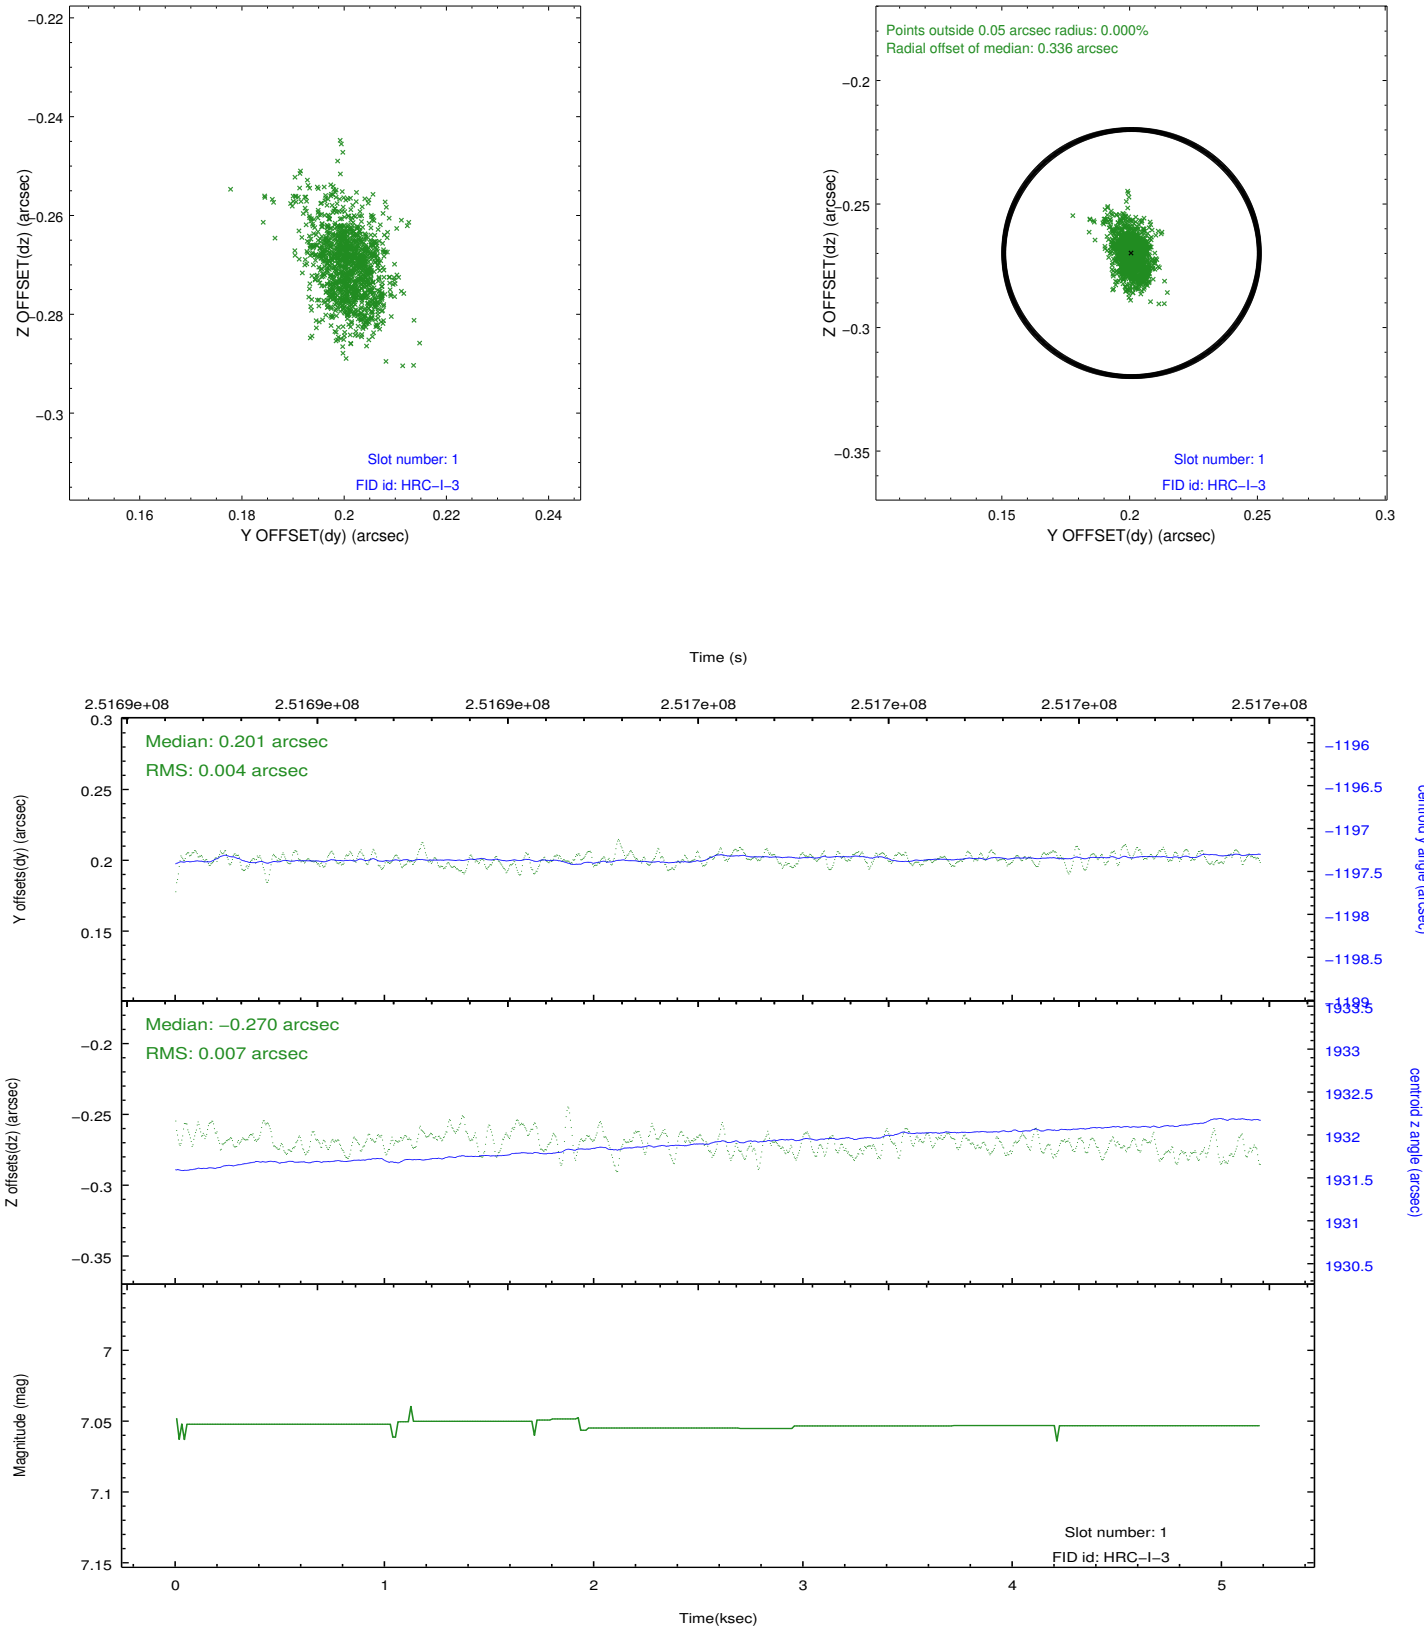 −0.22
−0.24
−0.26
−0.28
−0.3
Z OFFSET(dz) (arcsec)
0.16 0.18 0.2 0.22 0.24
Y OFFSET(dy) (arcsec)
Slot number: 1
FID id: HRC−I−3
Points outside 0.05 arcsec radius: 0.000%
Radial offset of median: 0.336 arcsec
−0.2
−0.25
−0.3
−0.35
Z OFFSET(dz) (arcsec)
0.15 0.2 0.25 0.3
Y OFFSET(dy) (arcsec)
Slot number: 1
FID id: HRC−I−3
Time (s)
2.5169e+08 2.5169e+08 2.5169e+08 2.517e+08 2.517e+08 2.517e+08 2.517e+08
Median: 0.201 arcsec
RMS: 0.004 arcsec
0.3
0.25
0.2
0.15
Y offsets(dy) (arcsec)
−1196
−1196.5
−1197
−1197.5
−1198
−1198.5
−1199
centroid y angle (arcsec)
Median: −0.270 arcsec
RMS: 0.007 arcsec
−0.2
−0.25
−0.3
−0.35
Z offsets(dz) (arcsec)
1933.5
1933
1932.5
1932
1931.5
1931
1930.5
centroid z angle (arcsec)
7
7.05
7.1
7.15
Magnitude (mag)
Slot number: 1
FID id: HRC−I−3
0 1 2 3 4 5
Time(ksec)